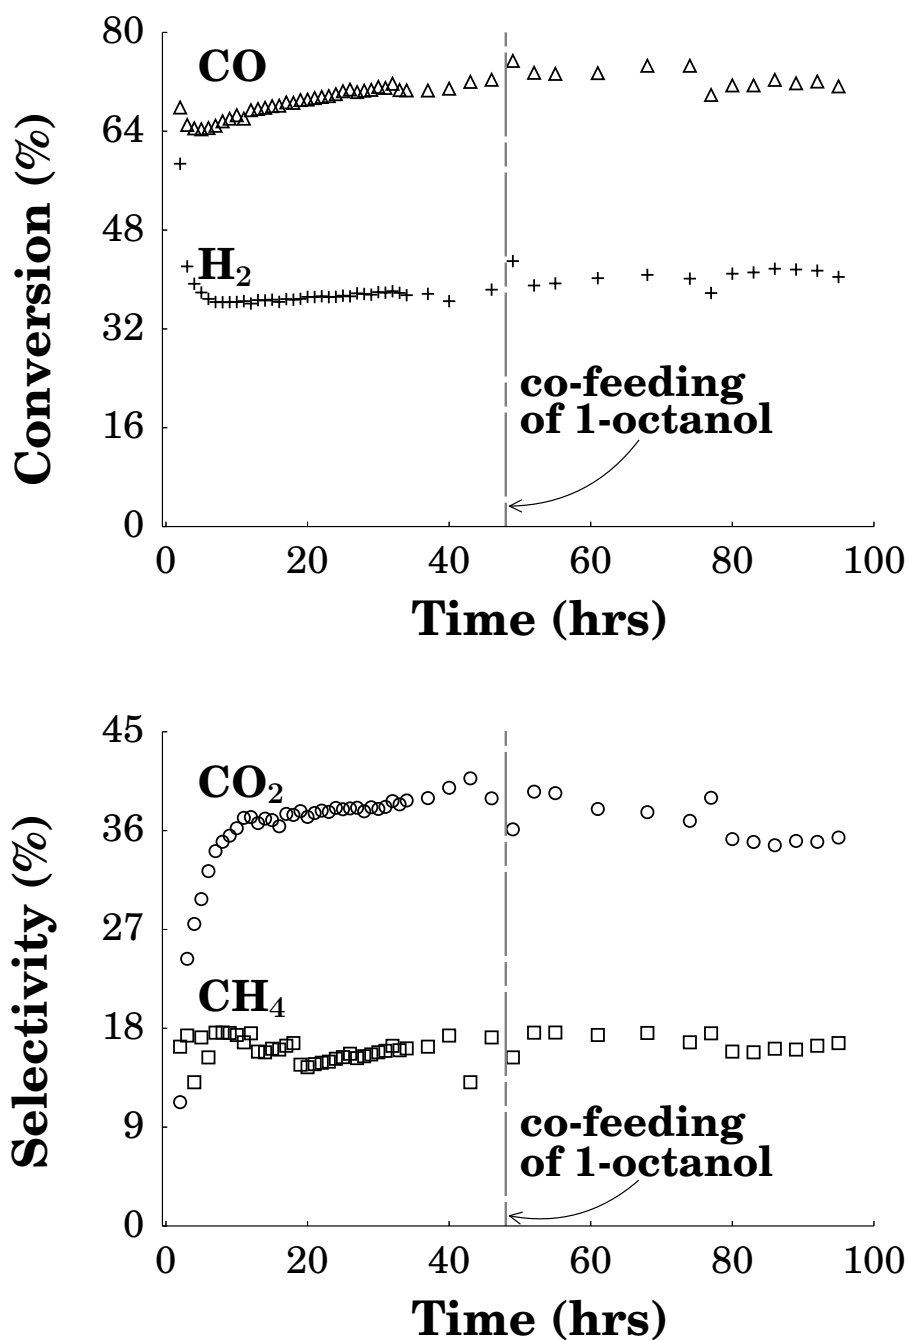 80
64
48
32
16
0
Conversion (%)
CO
H₂
co-feeding
of 1-octanol
0 20 40 60 80 100
Time (hrs)
45
36
27
18
9
0
Selectivity (%)
CO₂
CH₄
co-feeding
of 1-octanol
0 20 40 60 80 100
Time (hrs)